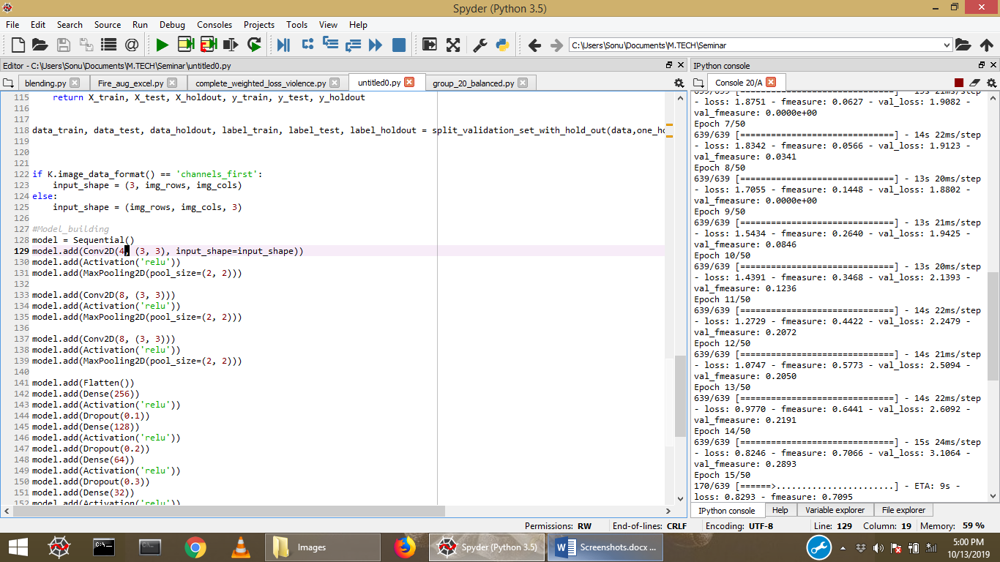 Spyder (Python 3.5)
File Edit Search Source Run Debug Consoles Projects Tools View Help
C:\Users\Sonu\Documents\M.TECH\Seminar
Editor - C:\Users\Sonu\Documents\M.TECH\Seminar\untitled0.py
blending.py Fire_aug_excel.py complete_weighted_loss_violence.py untitled0.py group_20_balanced.py
115 return X_train, X_test, X_holdout, y_train, y_test, y_holdout
116
117
118 data_train, data_test, data_holdout, label_train, label_test, label_holdout = split_validation_set_with_hold_out(data,one_ho
119
120
121
122 if K.image_data_format() == 'channels_first':
123 input_shape = (3, img_rows, img_cols)
124 else:
125 input_shape = (img_rows, img_cols, 3)
126
127 #Model_building
128 model = Sequential()
129 model.add(Conv2D(4, (3, 3), input_shape=input_shape))
130 model.add(Activation('relu'))
131 model.add(MaxPooling2D(pool_size=(2, 2)))
132
133 model.add(Conv2D(8, (3, 3)))
134 model.add(Activation('relu'))
135 model.add(MaxPooling2D(pool_size=(2, 2)))
136
137 model.add(Conv2D(8, (3, 3)))
138 model.add(Activation('relu'))
139 model.add(MaxPooling2D(pool_size=(2, 2)))
140
141 model.add(Flatten())
142 model.add(Dense(256))
143 model.add(Activation('relu'))
144 model.add(Dropout(0.1))
145 model.add(Dense(128))
146 model.add(Activation('relu'))
147 model.add(Dropout(0.2))
148 model.add(Dense(64))
149 model.add(Activation('relu'))
150 model.add(Dropout(0.3))
151 model.add(Dense(32))
152 model.add(Activation('relu'))
IPython console
Console 20/A
639/639 [==============================] - 13s 21ms/step
- loss: 1.8751 - fmeasure: 0.0627 - val_loss: 1.9082 -
val_fmeasure: 0.0000e+00
Epoch 7/50
639/639 [==============================] - 14s 22ms/step
- loss: 1.8342 - fmeasure: 0.0566 - val_loss: 1.9123 -
val_fmeasure: 0.0341
Epoch 8/50
639/639 [==============================] - 13s 20ms/step
- loss: 1.7055 - fmeasure: 0.1448 - val_loss: 1.8802 -
val_fmeasure: 0.0000e+00
Epoch 9/50
639/639 [==============================] - 13s 21ms/step
- loss: 1.5434 - fmeasure: 0.2640 - val_loss: 1.9425 -
val_fmeasure: 0.0846
Epoch 10/50
639/639 [==============================] - 13s 20ms/step
- loss: 1.4391 - fmeasure: 0.3468 - val_loss: 2.1393 -
val_fmeasure: 0.1236
Epoch 11/50
639/639 [==============================] - 14s 22ms/step
- loss: 1.2729 - fmeasure: 0.4422 - val_loss: 2.2479 -
val_fmeasure: 0.2072
Epoch 12/50
639/639 [==============================] - 14s 21ms/step
- loss: 1.0747 - fmeasure: 0.5773 - val_loss: 2.5094 -
val_fmeasure: 0.2050
Epoch 13/50
639/639 [==============================] - 14s 22ms/step
- loss: 0.9770 - fmeasure: 0.6441 - val_loss: 2.6092 -
val_fmeasure: 0.2191
Epoch 14/50
639/639 [==============================] - 15s 24ms/step
- loss: 0.8246 - fmeasure: 0.7066 - val_loss: 3.1064 -
val_fmeasure: 0.2893
Epoch 15/50
170/639 [======>.......................] - ETA: 9s -
loss: 0.8293 - fmeasure: 0.7095
IPython console Help Variable explorer File explorer
Permissions: RW End-of-lines: CRLF Encoding: UTF-8 Line: 129 Column: 19 Memory: 59 %
Images Spyder (Python 3.5) Screenshots.docx ... 5:00 PM
10/13/2019